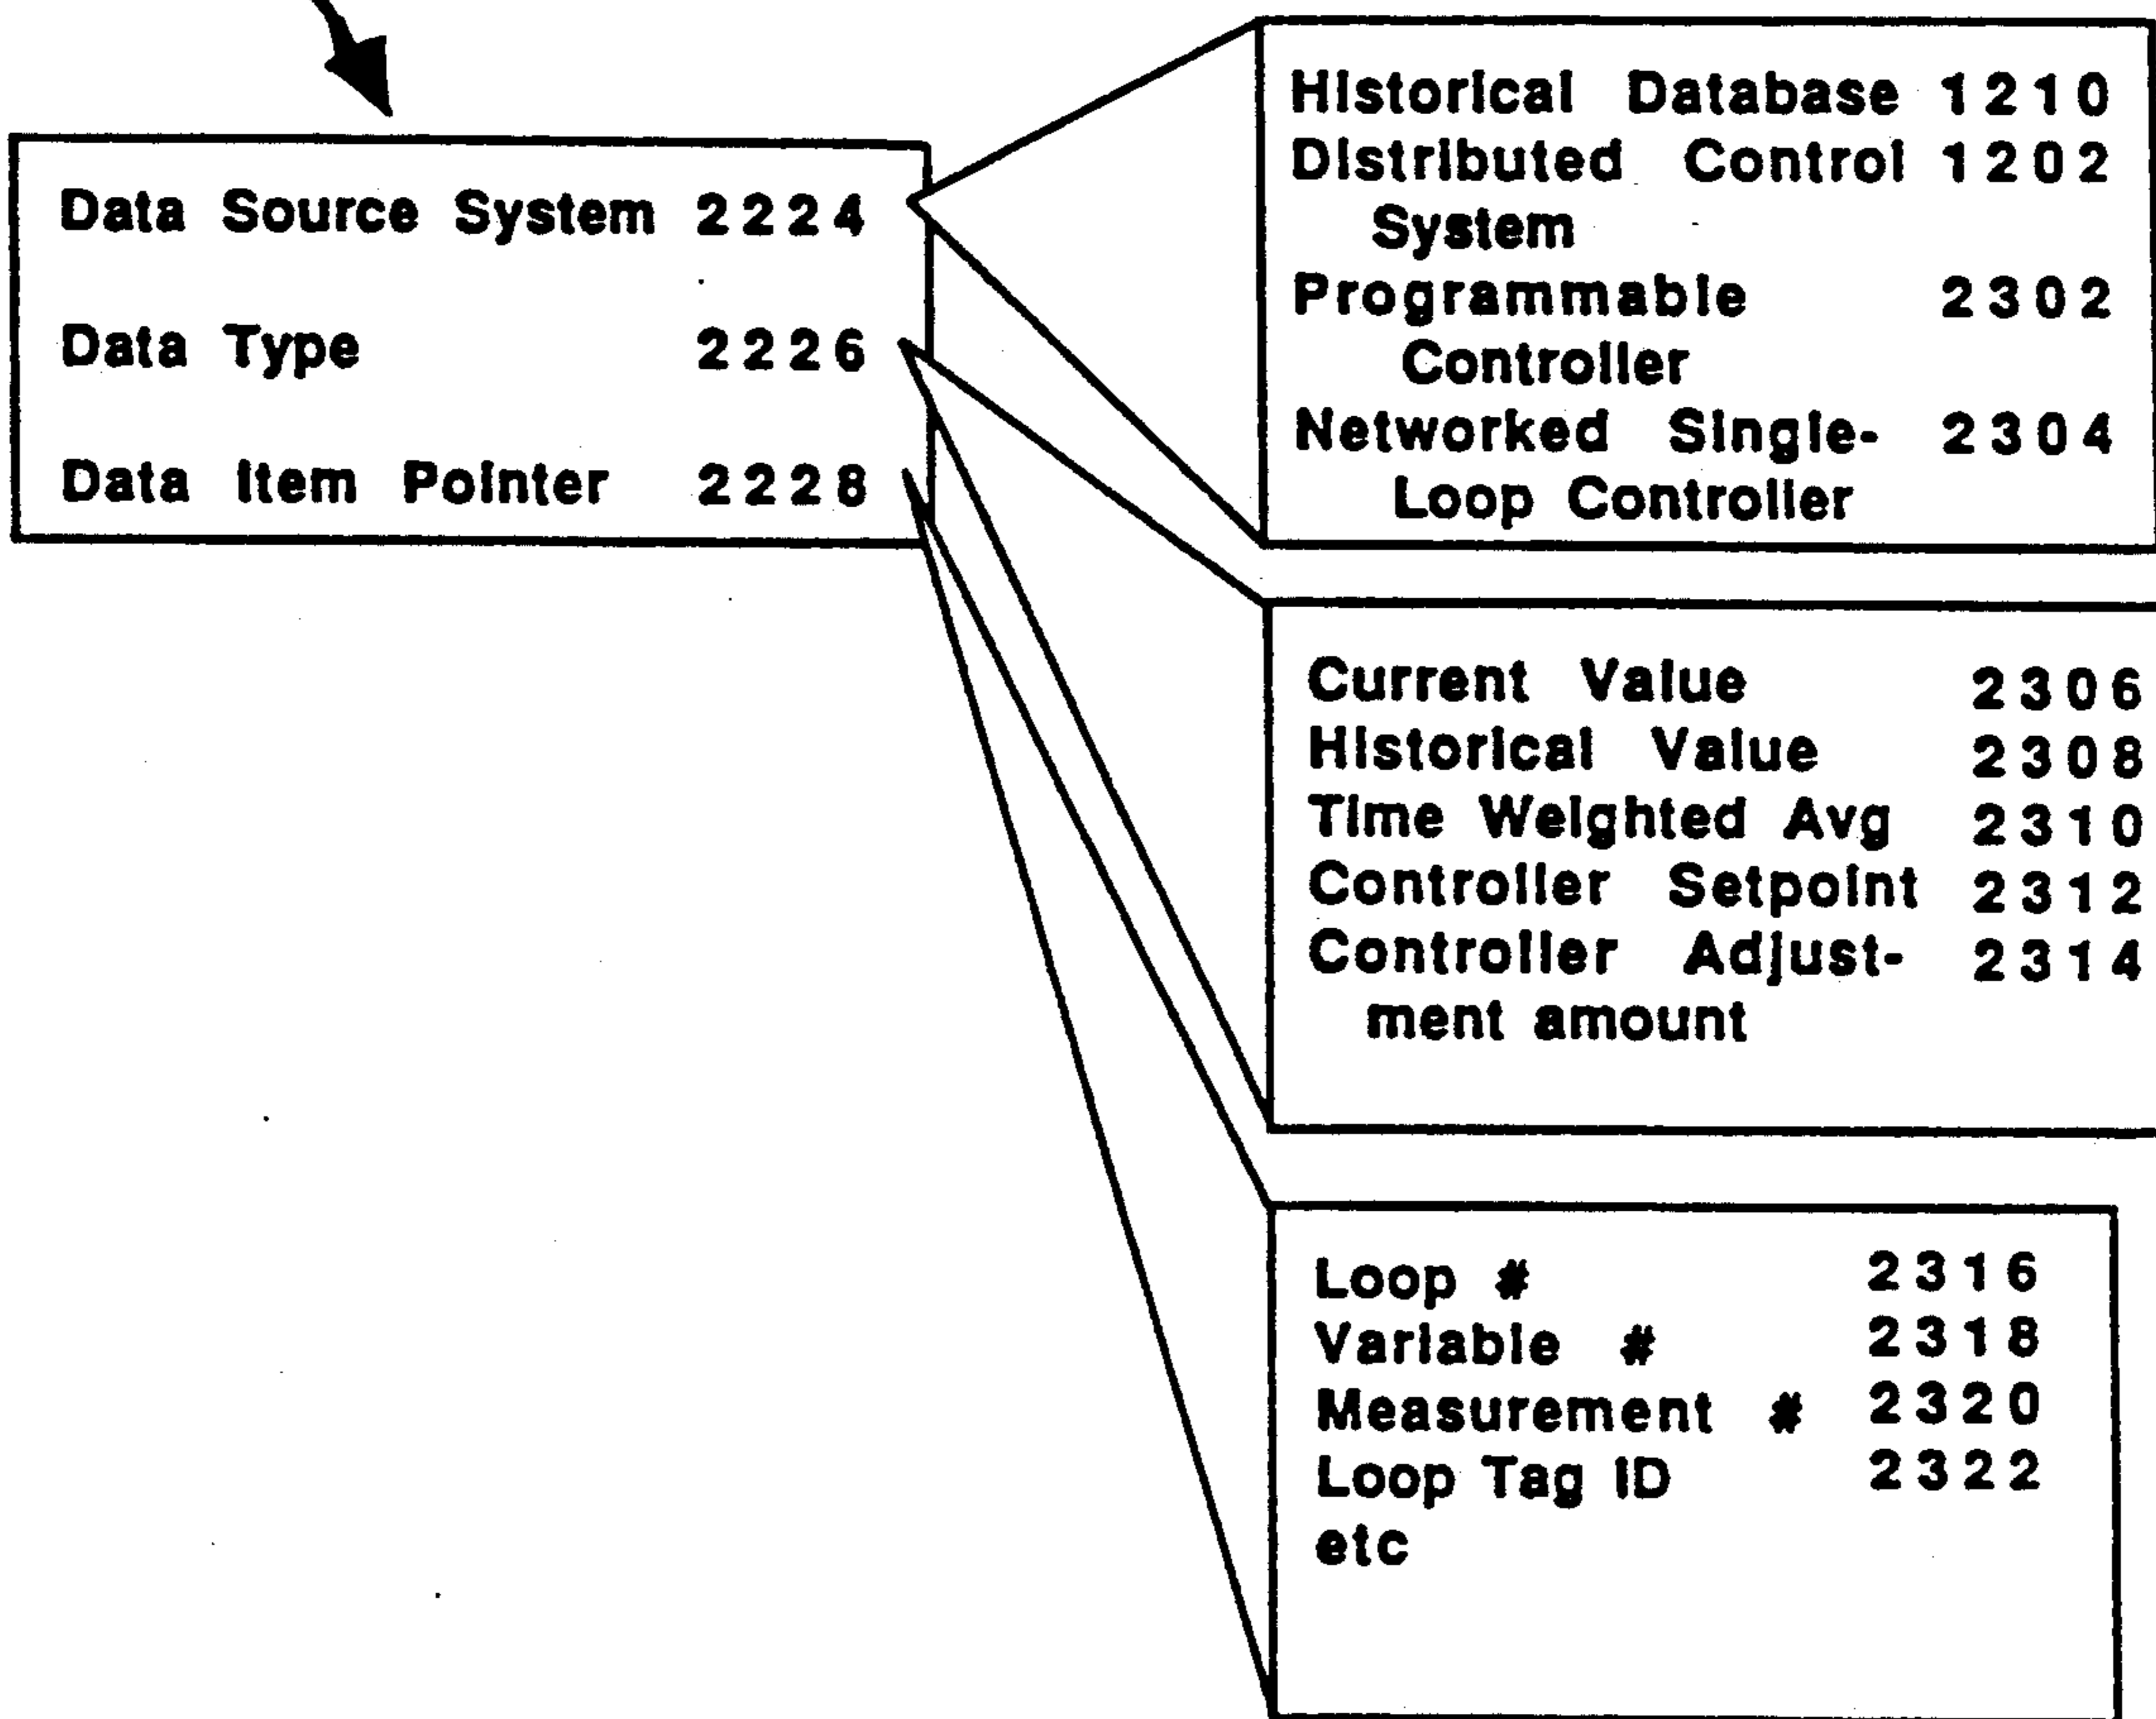 Data Source System 2224
Data Type 2226
Data Item Pointer 2228
Historical Database 1210
Distributed Control 1202
System
Programmable 2302
Controller
Networked Single- 2304
Loop Controller
Current Value 2306
Historical Value 2308
Time Weighted Avg 2310
Controller Setpoint 2312
Controller Adjust- 2314
ment amount
Loop # 2316
Variable # 2318
Measurement # 2320
Loop Tag ID 2322
etc